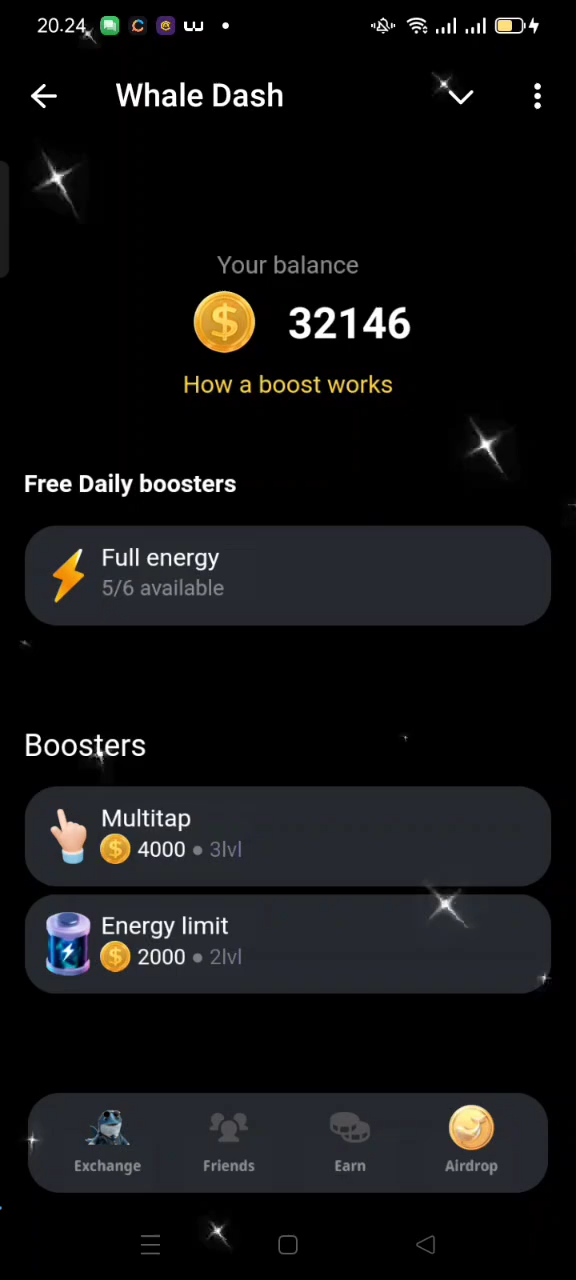 20.24
Whale Dash
Your balance
32146
How a boost works
Free Daily boosters
Full energy
5/6 available
Boosters
Multitap
4000 • 3lvl
Energy limit
2000 • 2lvl
Exchange
Friends
Earn
Airdrop